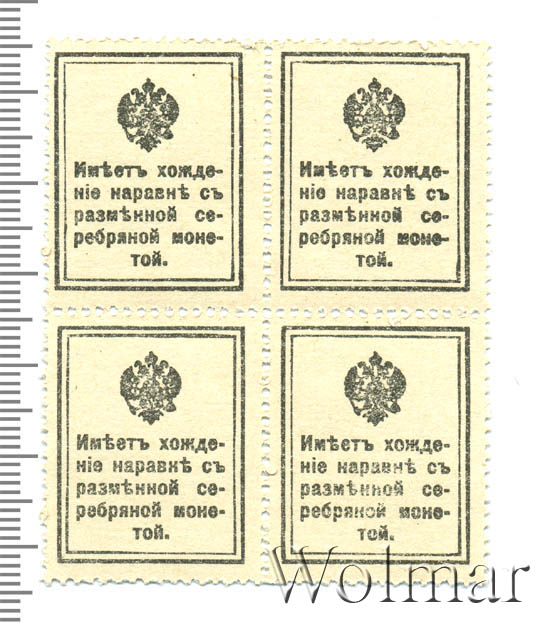 Имѣетъ хожде-
ніе наравнѣ съ
размѣнной се-
ребряной моне-
той.
Имѣетъ хожде-
ніе наравнѣ съ
размѣнной се-
ребряной моне-
той.
Имѣетъ хожде-
ніе наравнѣ съ
размѣнной се-
ребряной моне-
той.
Имѣетъ хожде-
ніе наравнѣ съ
размѣнной се-
ребряной моне-
той.
Wolmar